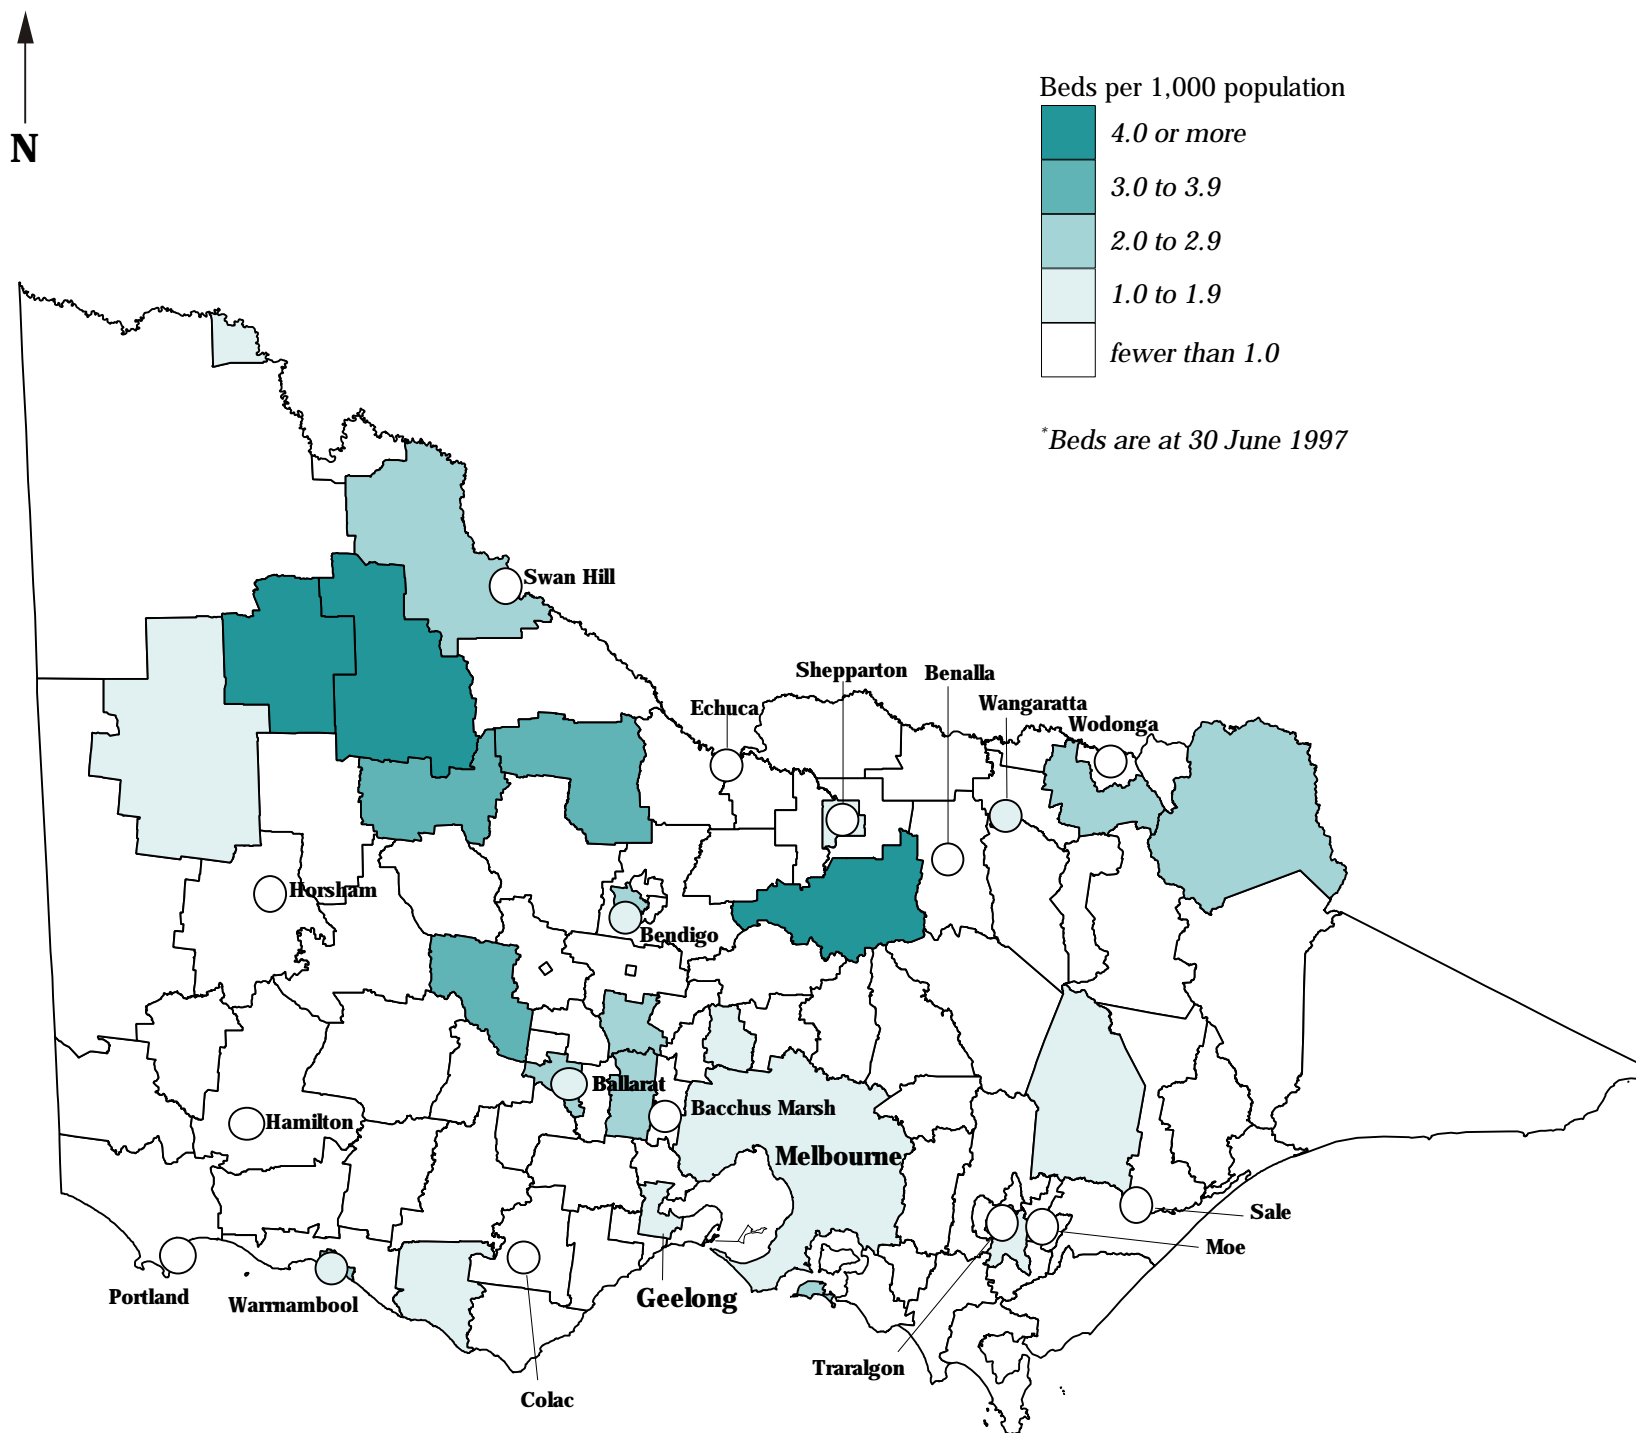 N
Beds per 1,000 population
4.0 or more
3.0 to 3.9
2.0 to 2.9
1.0 to 1.9
fewer than 1.0
*Beds are at 30 June 1997
Swan Hill
Shepparton
Benalla
Wangaratta
Echuca
Wodonga
Horsham
Bendigo
Ballarat
Bacchus Marsh
Hamilton
Melbourne
Sale
Moe
Portland
Warrnambool
Geelong
Traralgon
Colac